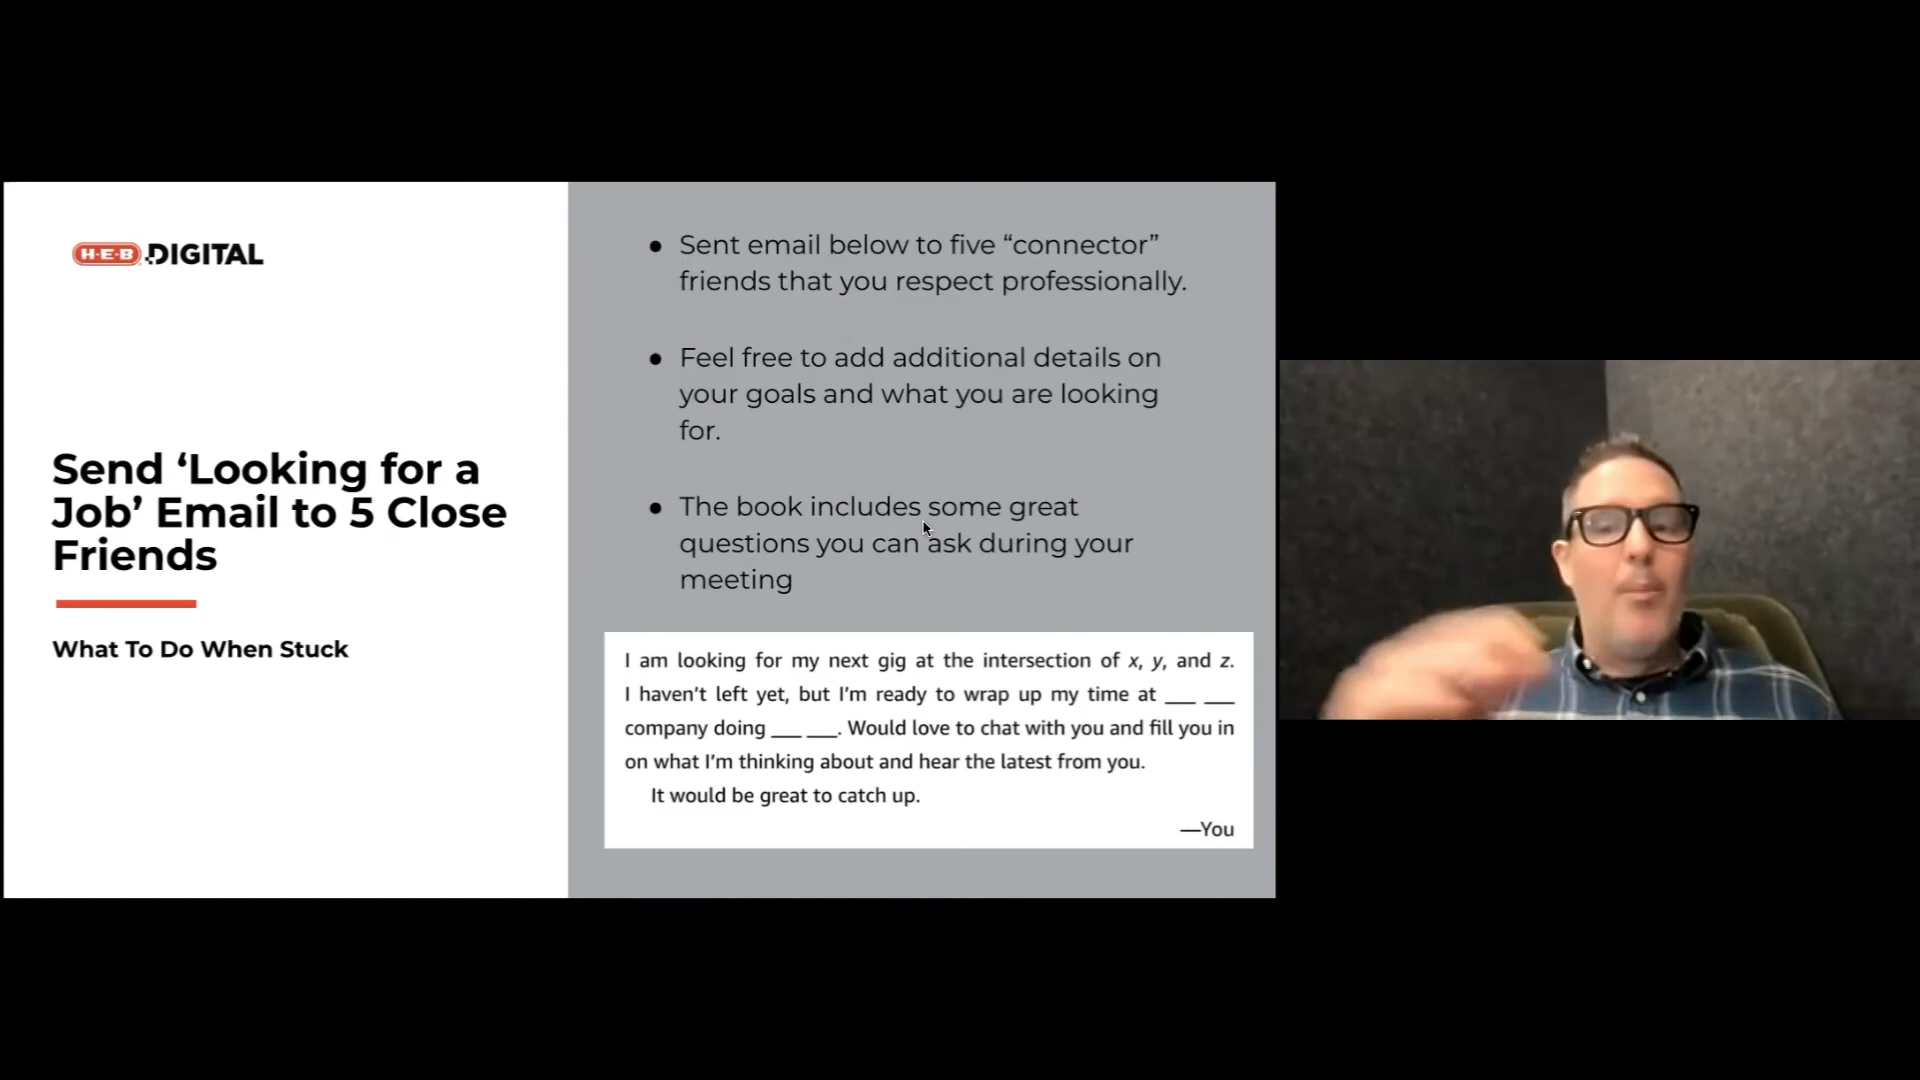 H-E-B DIGITAL
Send ‘Looking for a
Job’ Email to 5 Close
Friends
What To Do When Stuck
● Sent email below to five “connector”
friends that you respect professionally.
● Feel free to add additional details on
your goals and what you are looking
for.
● The book includes some great
questions you can ask during your
meeting
I am looking for my next gig at the intersection of x, y, and z.
I haven’t left yet, but I’m ready to wrap up my time at ___ ___
company doing ___ ___. Would love to chat with you and fill you in
on what I’m thinking about and hear the latest from you.
It would be great to catch up.
—You